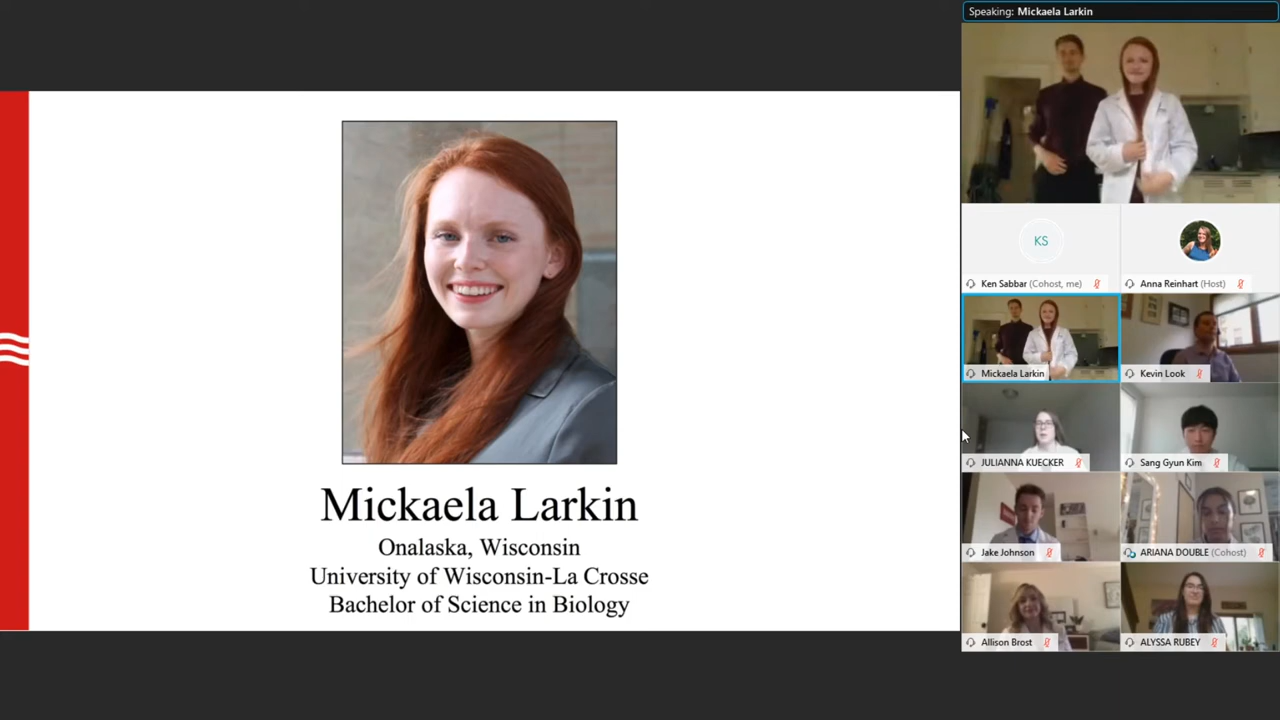 Speaking: Mickaela Larkin
KS
Ken Sabbar (Cohost, me)
Anna Reinhart (Host)
Mickaela Larkin
Kevin Look
JULIANNA KUECKER
Sang Gyun Kim
Jake Johnson
ARIANA DOUBLE (Cohost)
Allison Brost
ALYSSA RUBEY
Mickaela Larkin
Onalaska, Wisconsin
University of Wisconsin-La Crosse
Bachelor of Science in Biology